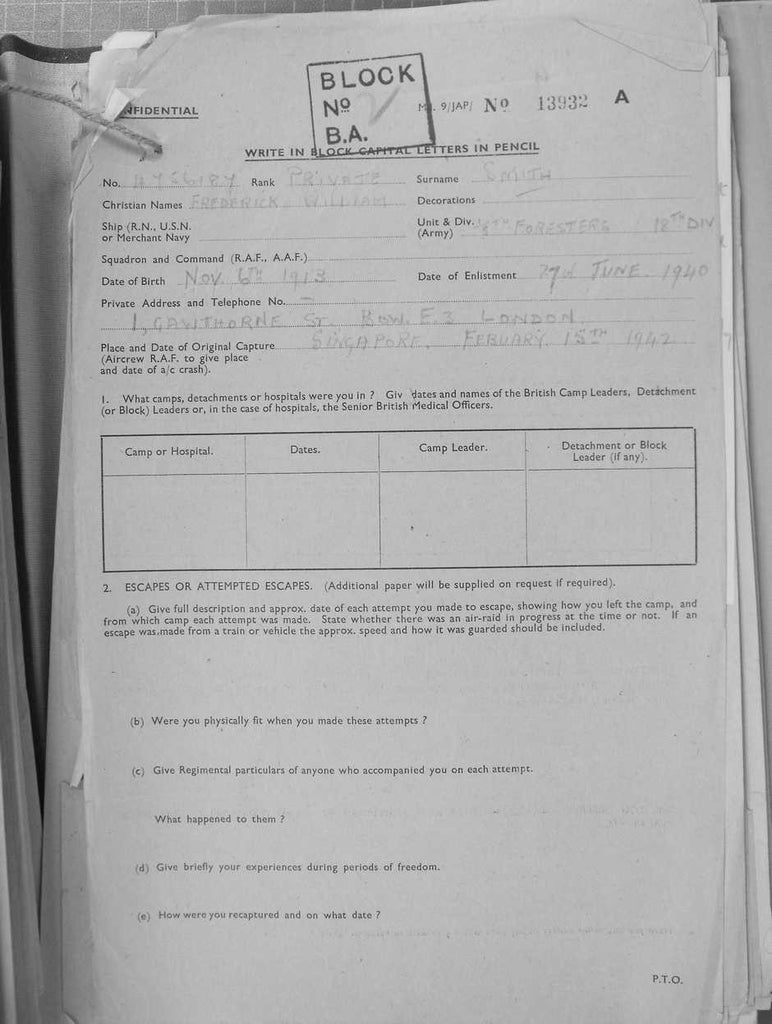 BLOCK
Nº
B.A.
9/JAP/ Nº 13932 A
WRITE IN BLOCK CAPITAL LETTERS IN PENCIL
No. Rank PRIVATE Surname SMITH
Christian Names FREDERICK WILLIAM Decorations
Ship (R.N., U.S.N. Unit & Div. FORESTERS 18TH DIV
or Merchant Navy (Army)
Squadron and Command (R.A.F., A.A.F.)
Date of Birth NOV. 6TH 1913 Date of Enlistment JUNE. 1940
Private Address and Telephone No. —
1, GAWTHORNE ST. BOW. E.3 LONDON.
Place and Date of Original Capture SINGAPORE. FEBUARY. 15TH 1942
(Aircrew R.A.F. to give place
and date of a/c crash).
1. What camps, detachments or hospitals were you in ? Giv dates and names of the British Camp Leaders, Detachment
(or Block) Leaders or, in the case of hospitals, the Senior British Medical Officers.
Camp or Hospital. Dates. Camp Leader. Detachment or Block
Leader (if any).
2. ESCAPES OR ATTEMPTED ESCAPES. (Additional paper will be supplied on request if required).
(a) Give full description and approx. date of each attempt you made to escape, showing how you left the camp, and
from which camp each attempt was made. State whether there was an air-raid in progress at the time or not. If an
escape was made from a train or vehicle the approx. speed and how it was guarded should be included.
(b) Were you physically fit when you made these attempts ?
(c) Give Regimental particulars of anyone who accompanied you on each attempt.
What happened to them ?
(d) Give briefly your experiences during periods of freedom.
(e) How were you recaptured and on what date ?
P.T.O.